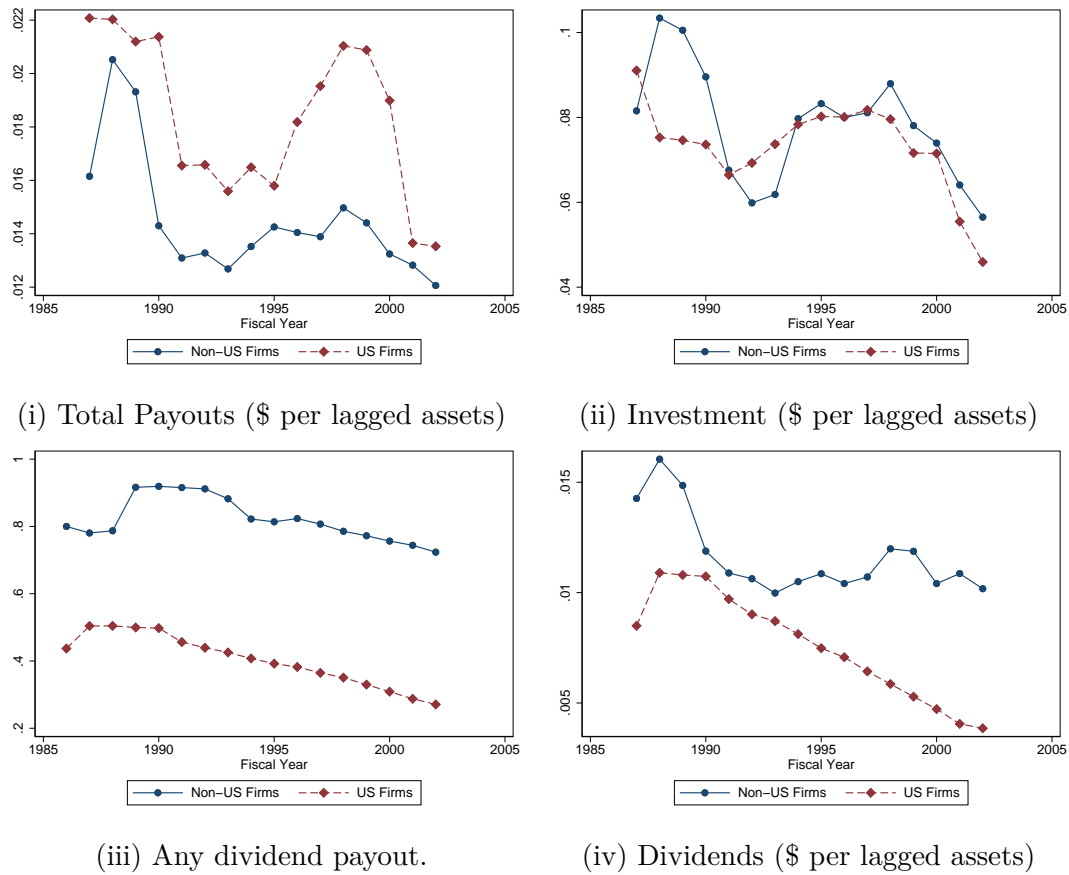 .022
.02
.018
.016
.014
.012
1985 1990 1995 2000 2005
Fiscal Year
Non−US Firms US Firms
.1
.08
.06
.04
1985 1990 1995 2000 2005
Fiscal Year
Non−US Firms US Firms
(i) Total Payouts ($ per lagged assets)
(ii) Investment ($ per lagged assets)
1
.8
.6
.4
.2
1985 1990 1995 2000 2005
Fiscal Year
Non−US Firms US Firms
.015
.01
.005
1985 1990 1995 2000 2005
Fiscal Year
Non−US Firms US Firms
(iii) Any dividend payout.
(iv) Dividends ($ per lagged assets)